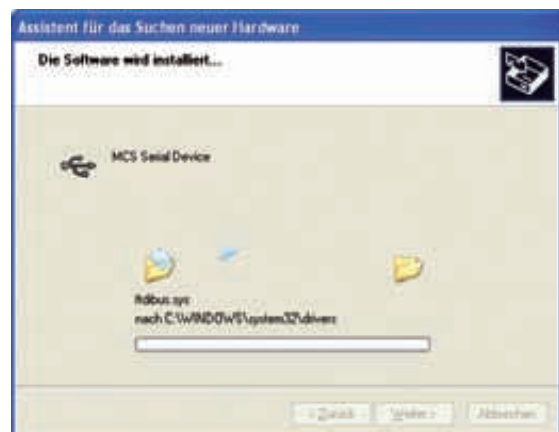 Assistent für das Suchen neuer Hardware
Die Software wird installiert...
MCS Serial Device
ftdibus.sys
nach C:\WINDOWS\system32\drivers
< Zurück
Weiter >
Abbrechen